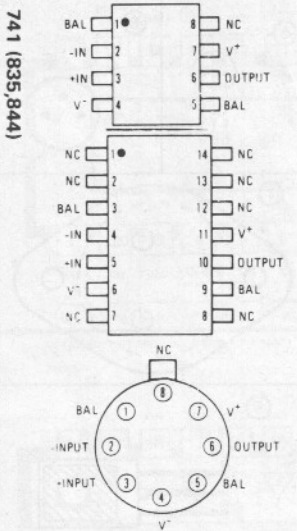 741 (835,844)
BAL 1 8 NC
-IN 2 7 V+
+IN 3 6 OUTPUT
V- 4 5 BAL
NC 1 14 NC
NC 2 13 NC
BAL 3 12 NC
-IN 4 11 V+
+IN 5 10 OUTPUT
V- 6 9 BAL
NC 7 8 NC
NC
8
BAL 1 7 V+
-INPUT 2 6 OUTPUT
+INPUT 3 5 BAL
4
V-